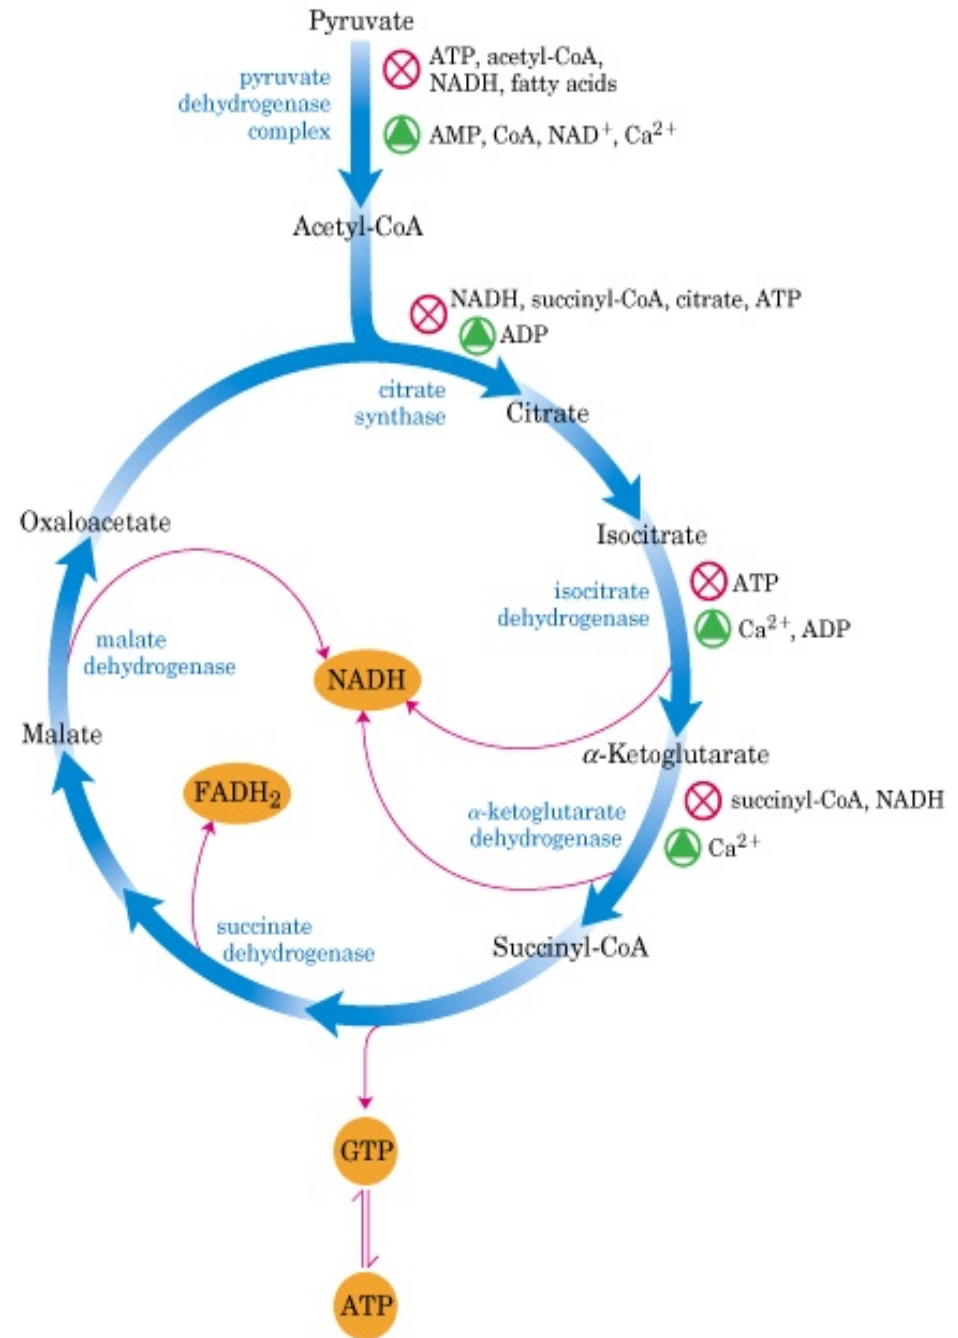 Pyruvate
ATP, acetyl-CoA,
NADH, fatty acids
pyruvate
dehydrogenase
complex
AMP, CoA, NAD⁺, Ca²⁺
Acetyl-CoA
NADH, succinyl-CoA, citrate, ATP
ADP
citrate
synthase
Citrate
Oxaloacetate
Isocitrate
isocitrate
dehydrogenase
ATP
Ca²⁺, ADP
malate
dehydrogenase
NADH
Malate
α-Ketoglutarate
FADH₂
succinyl-CoA, NADH
α-ketoglutarate
dehydrogenase
Ca²⁺
succinate
dehydrogenase
Succinyl-CoA
GTP
ATP